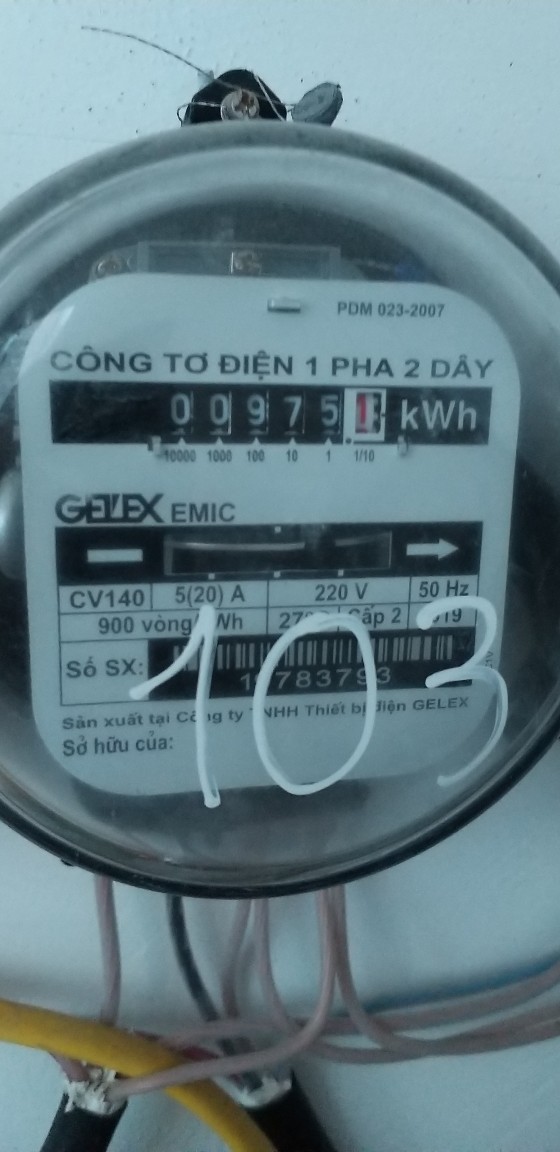 PDM 023-2007
CÔNG TƠ ĐIỆN 1 PHA 2 DÂY
0 0 9 7 5 1 kWh
10000 1000 100 10 1 1/10
GELEX EMIC
CV140 5(20) A 220 V 50 Hz
900 vòng Wh Cấp 2
Số SX:
783793
Sản xuất tại Công ty TNHH Thiết bị điện GELEX
Sở hữu của:
103